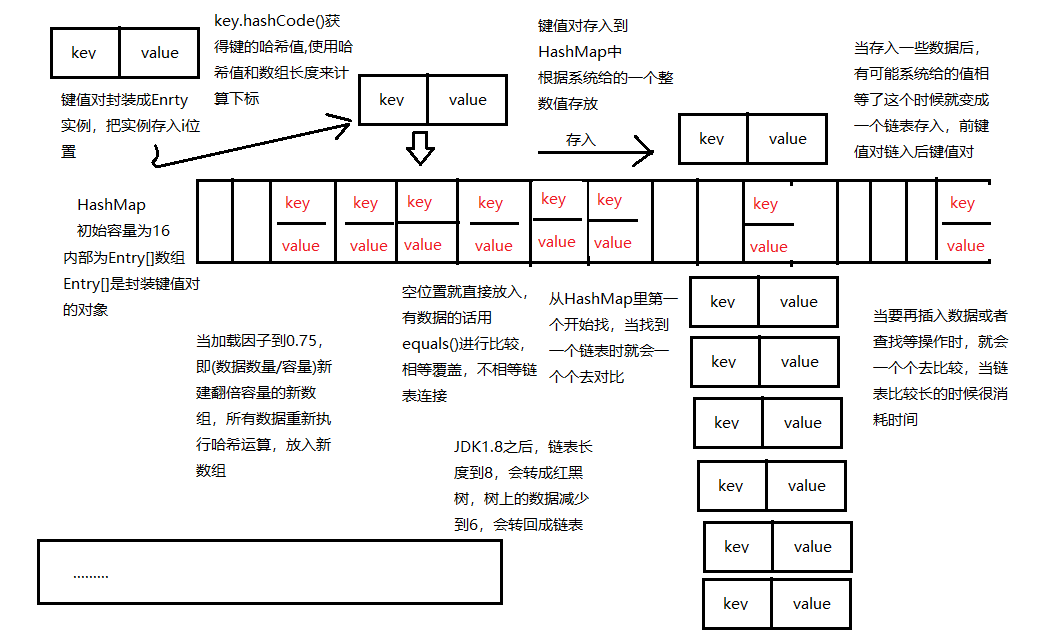 key value
键值对封装成Enrty
实例，把实例存入i位
置
key.hashCode()获
得键的哈希值,使用哈
希值和数组长度来计
算下标
key value
键值对存入到
HashMap中
根据系统给的一个整
数值存放
存入
key value
当存入一些数据后，
有可能系统给的值相
等了这个时候就变成
一个链表存入，前键
值对链入后键值对
HashMap
初始容量为16
内部为Entry[]数组
Entry[]是封装键值对
的对象
key key key key key key key key
value value value value value value value value
当加载因子到0.75，
即(数据数量/容量)新
建翻倍容量的新数
组，所有数据重新执
行哈希运算，放入新
数组
空位置就直接放入，
有数据的话用
equals()进行比较，
相等覆盖，不相等链
表连接
从HashMap里第一
个开始找，当找到
一个链表时就会一
个个去对比
JDK1.8之后，链表长
度到8，会转成红黑
树，树上的数据减少
到6，会转回成链表
key value
key value
key value
key value
key value
key value
当要再插入数据或者
查找等操作时，就会
一个个去比较，当链
表比较长的时候很消
耗时间
.........